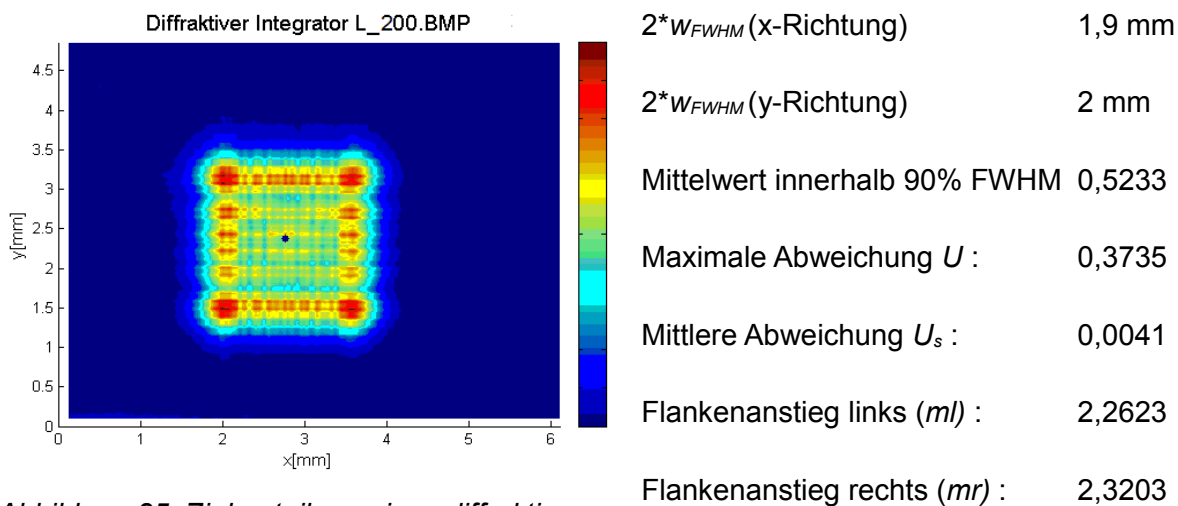 Diffraktiver Integrator L_200.BMP
4.5
4
3.5
3
2.5
2
1.5
1
0.5
0
y[mm]
0 1 2 3 4 5 6
x[mm]
2*wFWHM (x-Richtung) 1,9 mm
2*wFWHM (y-Richtung) 2 mm
Mittelwert innerhalb 90% FWHM 0,5233
Maximale Abweichung U : 0,3735
Mittlere Abweichung Us : 0,0041
Flankenanstieg links (ml) : 2,2623
Flankenanstieg rechts (mr) : 2,3203